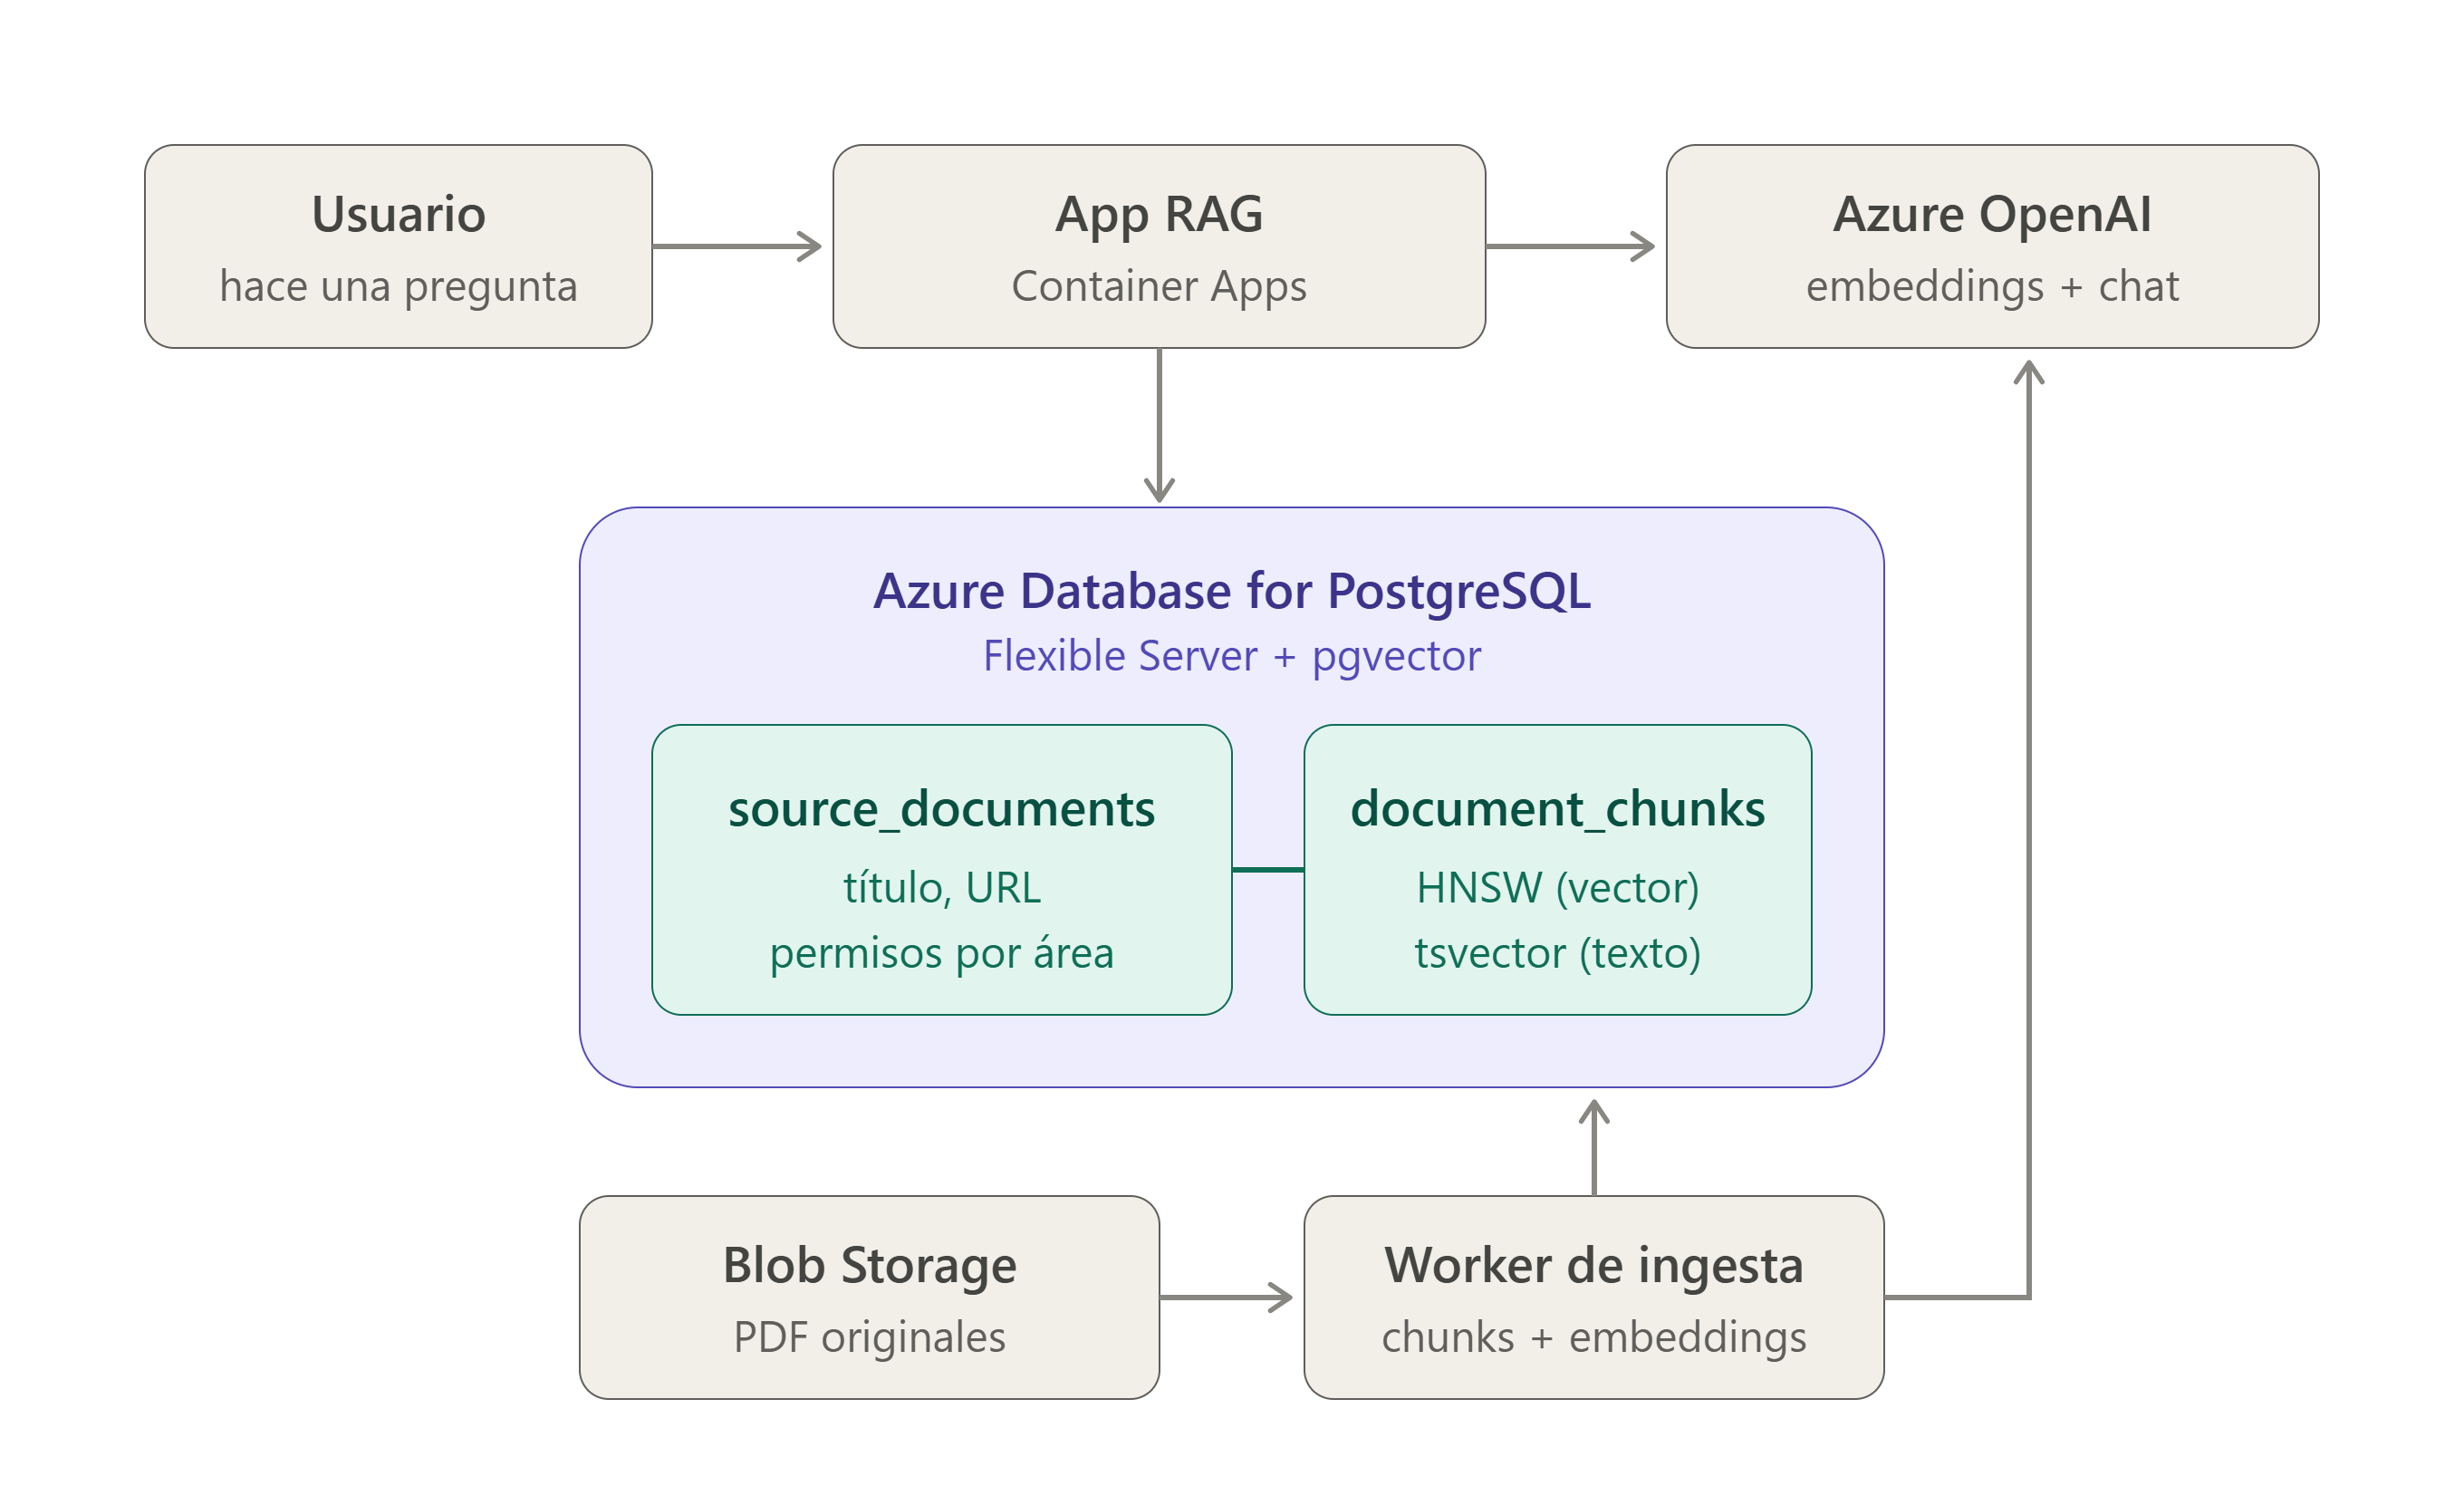 Usuario
hace una pregunta
App RAG
Container Apps
Azure OpenAI
embeddings + chat
Azure Database for PostgreSQL
Flexible Server + pgvector
source_documents
título, URL
permisos por área
document_chunks
HNSW (vector)
tsvector (texto)
Blob Storage
PDF originales
Worker de ingesta
chunks + embeddings